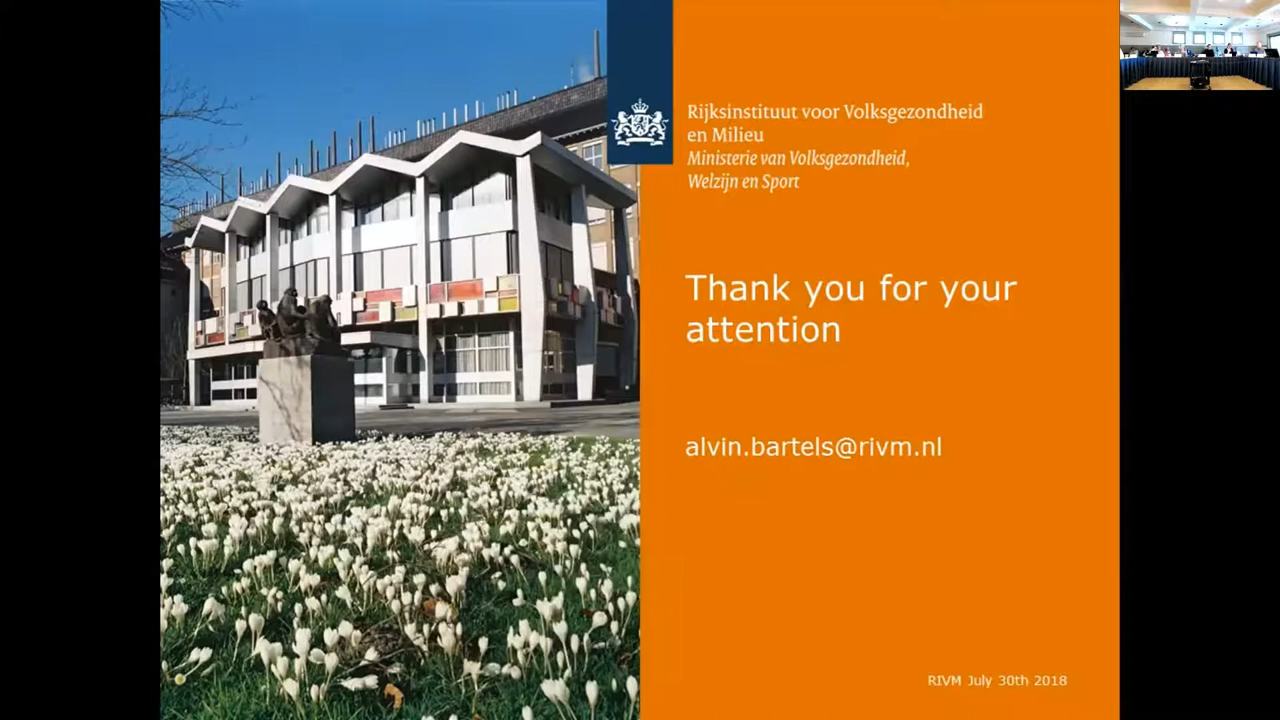 Rijksinstituut voor Volksgezondheid
en Milieu
Ministerie van Volksgezondheid,
Welzijn en Sport
Thank you for your
attention
alvin.bartels@rivm.nl
RIVM July 30th 2018